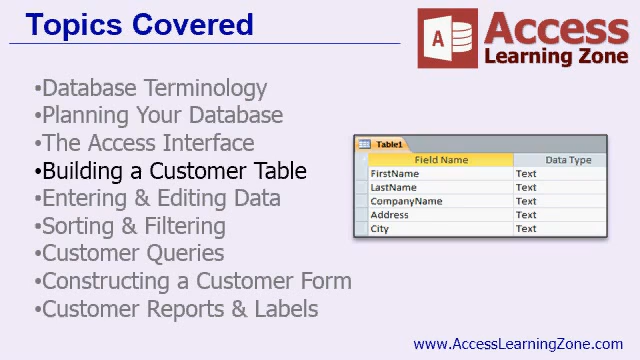 Topics Covered
A
Access
Learning Zone
•Database Terminology
•Planning Your Database
•The Access Interface
•Building a Customer Table
•Entering & Editing Data
•Sorting & Filtering
•Customer Queries
•Constructing a Customer Form
•Customer Reports & Labels
Table1
Field Name Data Type
FirstName Text
LastName Text
CompanyName Text
Address Text
City Text
www.AccessLearningZone.com